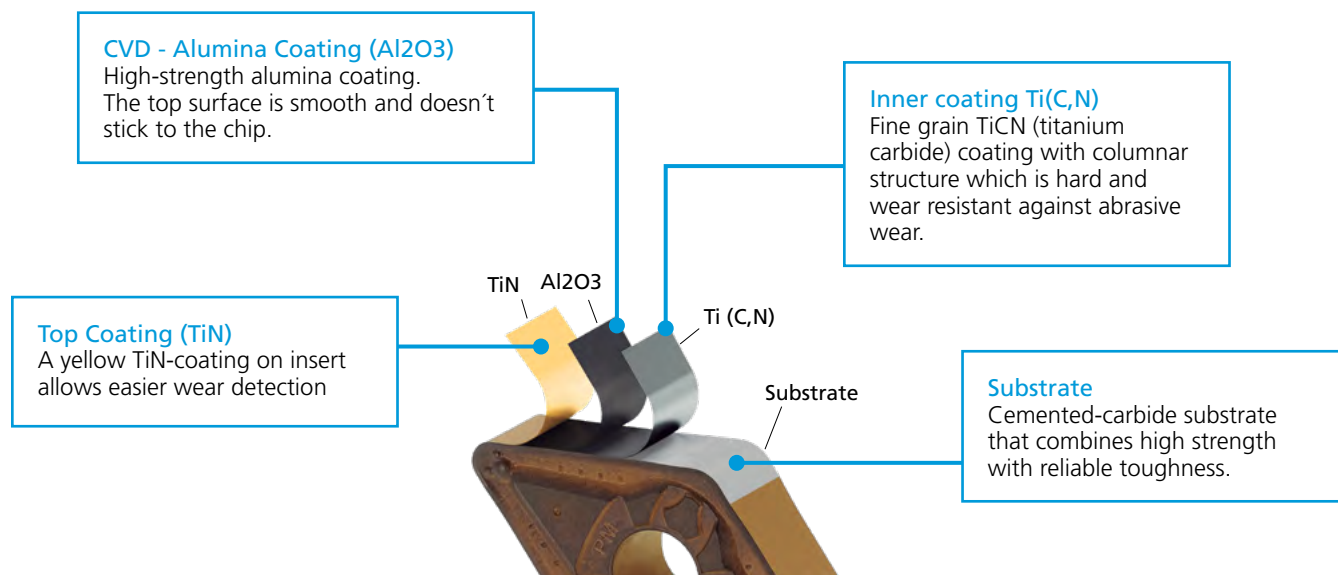 CVD - Alumina Coating (Al2O3)
High-strength alumina coating.
The top surface is smooth and doesn´t
stick to the chip.
Inner coating Ti(C,N)
Fine grain TiCN (titanium
carbide) coating with columnar
structure which is hard and
wear resistant against abrasive
wear.
TiN
Al2O3
Ti (C,N)
Top Coating (TiN)
A yellow TiN-coating on insert
allows easier wear detection
Substrate
Substrate
Cemented-carbide substrate
that combines high strength
with reliable toughness.
PM